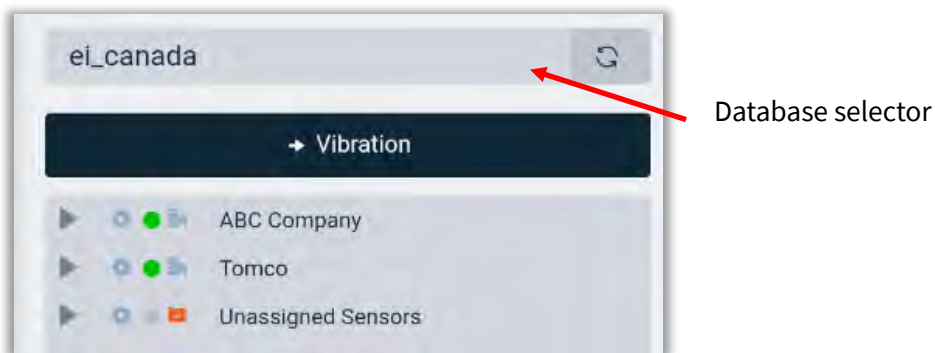 ei_canada
Database selector
Vibration
ABC Company
Tomco
Unassigned Sensors